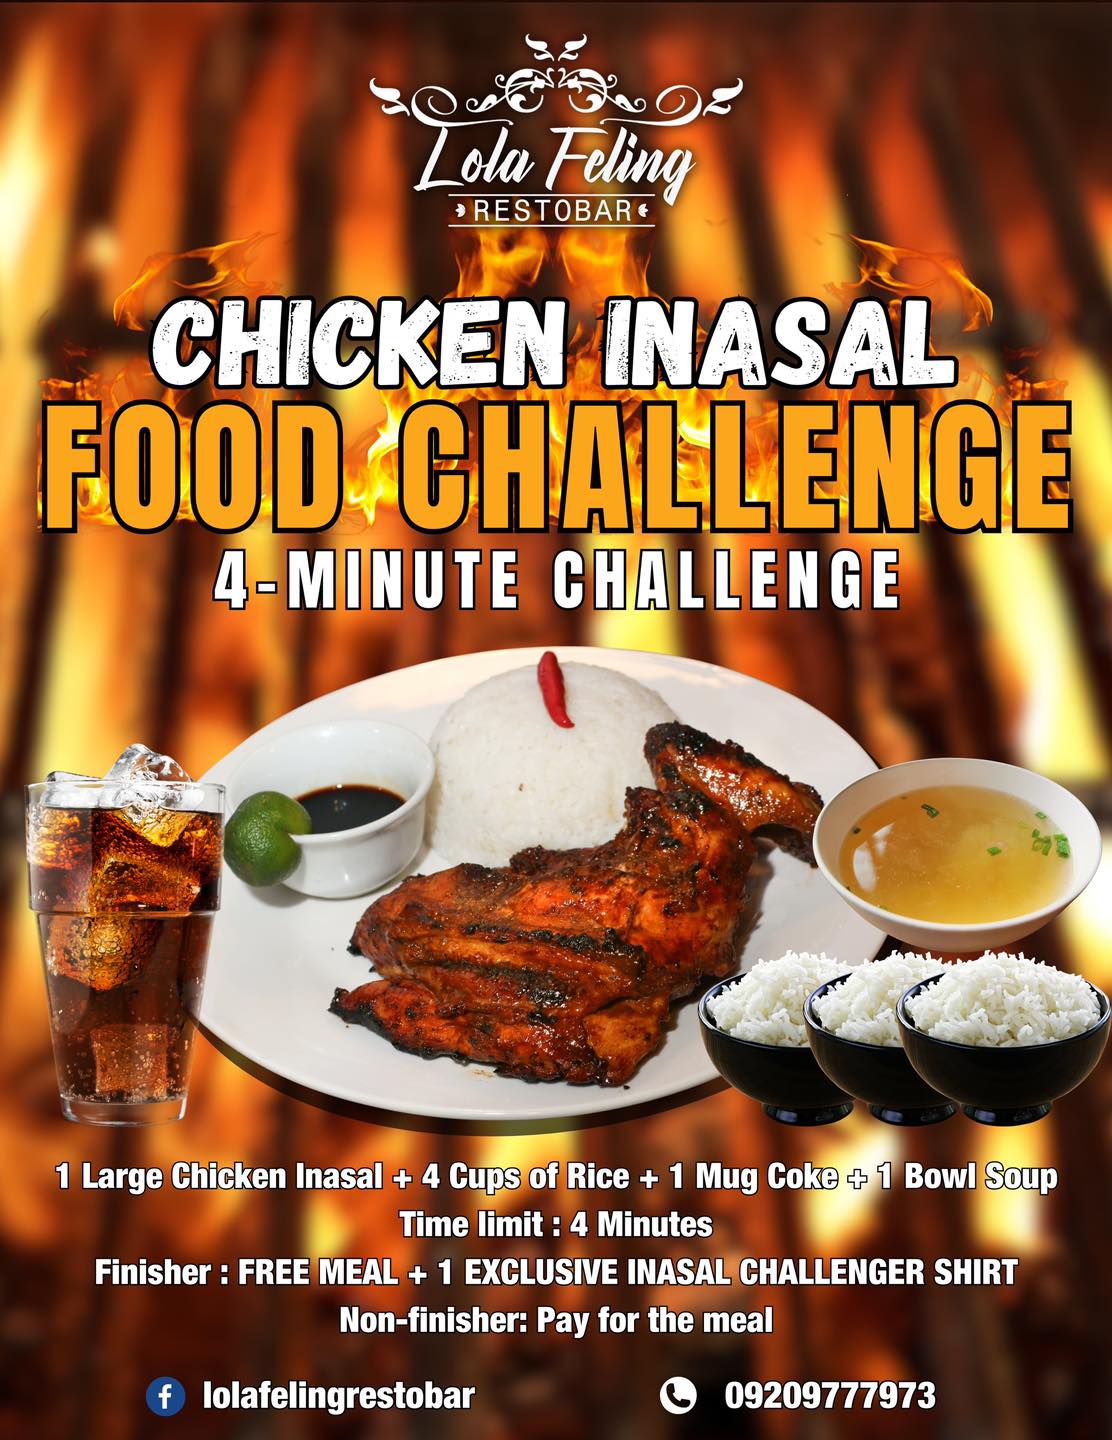 Lola Feling
RESTOBAR
CHICKEN INASAL
FOOD CHALLENGE
4-MINUTE CHALLENGE
1 Large Chicken Inasal + 4 Cups of Rice + 1 Mug Coke + 1 Bowl Soup
Time limit : 4 Minutes
Finisher : FREE MEAL + 1 EXCLUSIVE INASAL CHALLENGER SHIRT
Non-finisher: Pay for the meal
lolafelingrestobar
09209777973